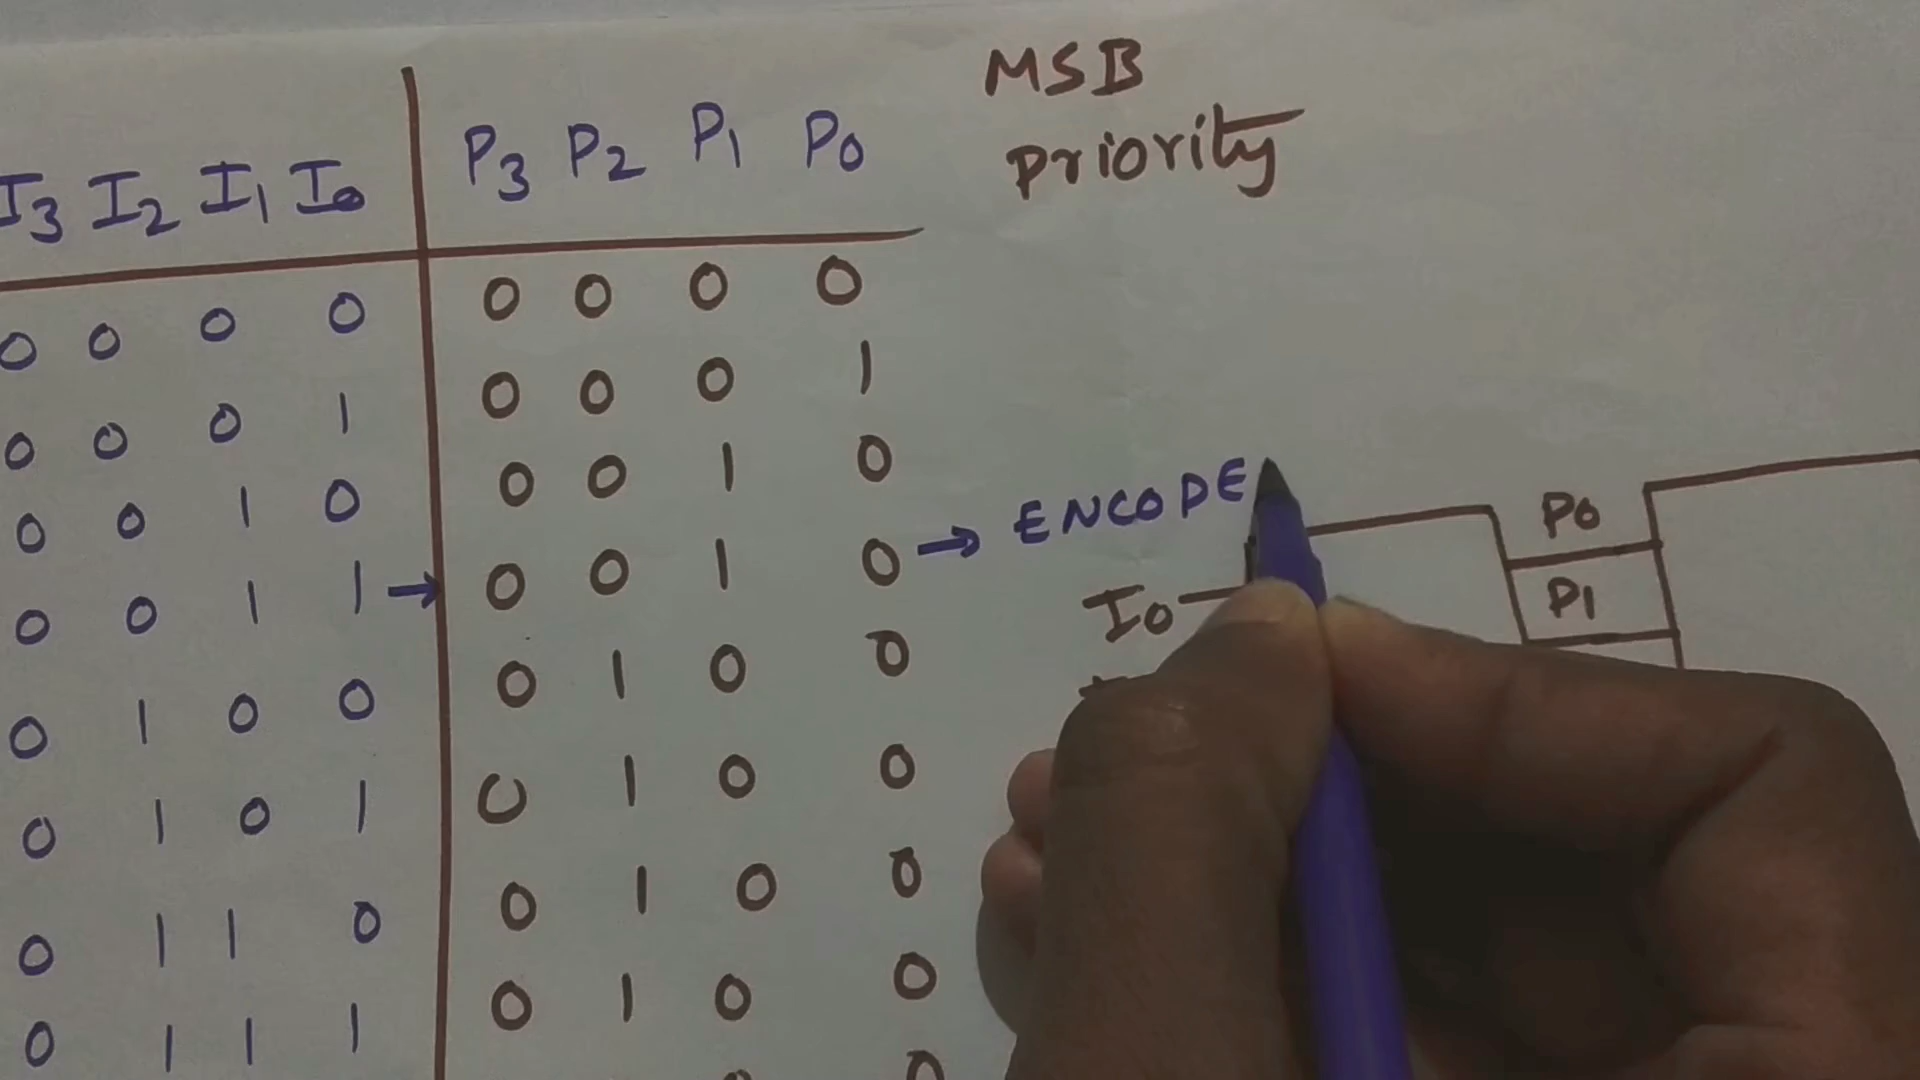 MSB
Priority
I3 I2 I1 I0 P3 P2 P1 P0
0 0 0 0 0 0 0 0
0 0 0 1 0 0 0 1
0 0 1 0 0 0 1 0
0 0 1 1 → 0 0 1 0 → ENCODE
0 1 0 0 0 1 0 0
0 1 0 1 0 1 0 0
0 1 1 0 0 1 0 0
0 1 1 1 0 1 0 0
P0
I0
P1